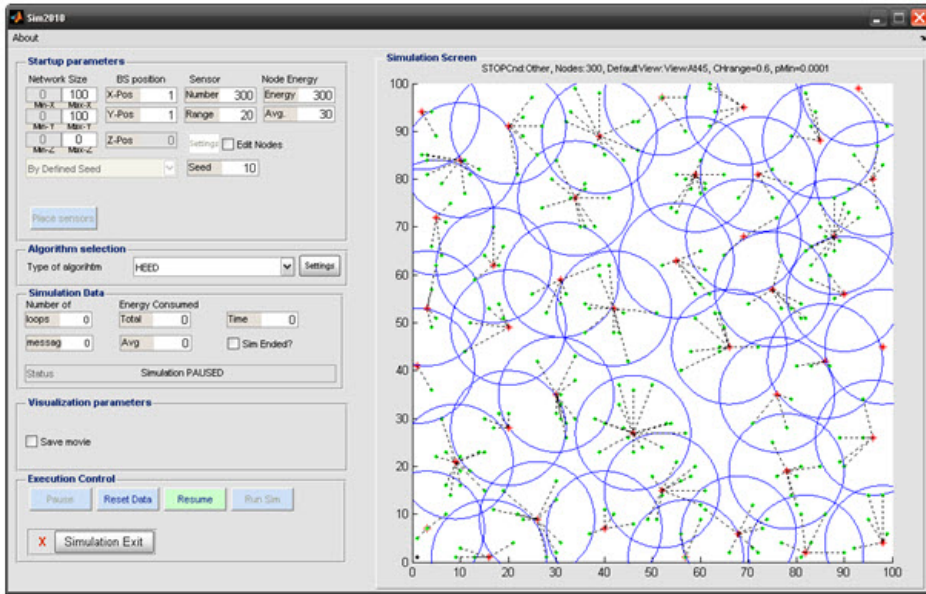 Sim2010
About
Startup parameters
Network Size BS position Sensor Node Energy
0 100 X-Pos 1 Number 300 Energy 300
Min-X Max-X
0 100 Y-Pos 1 Range 20 Avg. 30
Min-Y Max-Y
0 0 Z-Pos 0 Settings Edit Nodes
Min-Z Max-Z
By Defined Seed Seed 10
Place sensors
Algorithm selection
Type of algorihtm HEED Settings
Simulation Data
Number of Energy Consumed
loops 0 Total 0 Time 0
messag 0 Avg 0 Sim Ended?
Status Simulation PAUSED
Visualization parameters
Save movie
Execution Control
Pause Reset Data Resume Run Sim
X Simulation Exit
Simulation Screen
STOPCnd:Other, Nodes:300, DefaultView:ViewAt45, CHrange=0.6, pMin=0.0001
100
90
80
70
60
50
40
30
20
10
0
0 10 20 30 40 50 60 70 80 90 100